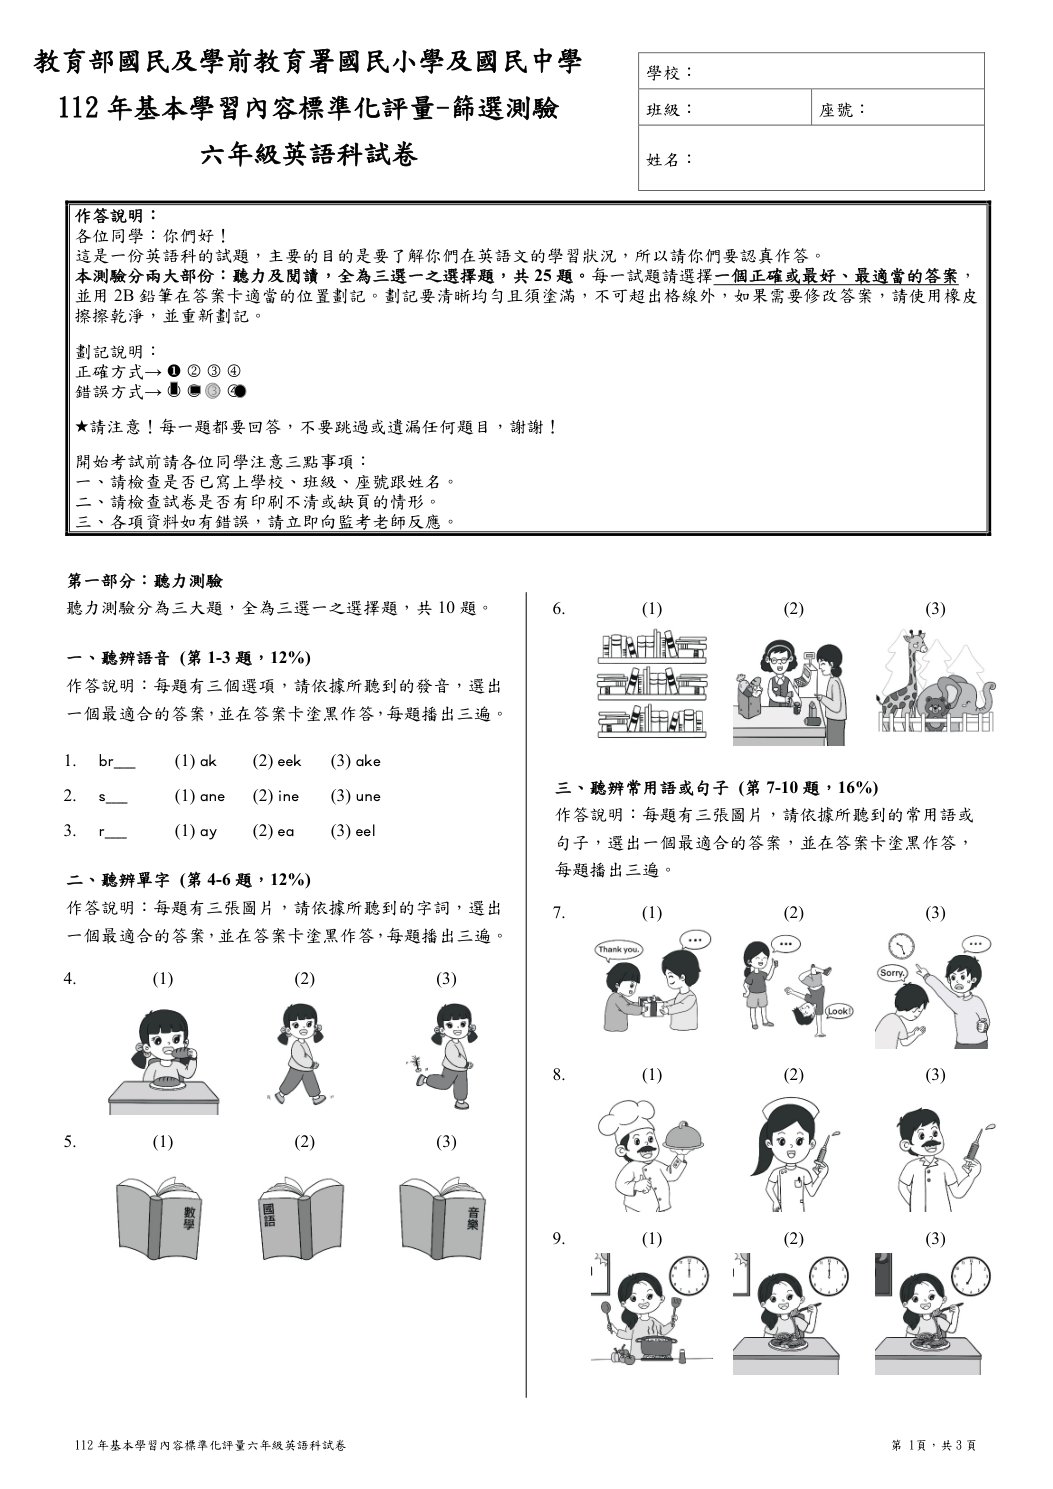 教育部國民及學前教育署國民小學及國民中學
112 年基本學習內容標準化評量-篩選測驗
六年級英語科試卷
學校：
班級：
座號：
姓名：
作答說明：
各位同學：你們好！
這是一份英語科的試題，主要的目的是要了解你們在英語文的學習狀況，所以請你們要認真作答。
本測驗分兩大部份：聽力及閱讀，全為三選一之選擇題，共 25 題。每一試題請選擇一個正確或最好、最適當的答案，
並用 2B 鉛筆在答案卡適當的位置劃記。劃記要清晰均勻且須塗滿，不可超出格線外，如果需要修改答案，請使用橡皮
擦擦乾淨，並重新劃記。
劃記說明：
正確方式→ ❶ ② ③ ④
錯誤方式→ ① ② ③ ④
★請注意！每一題都要回答，不要跳過或遺漏任何題目，謝謝！
開始考試前請各位同學注意三點事項：
一、請檢查是否已寫上學校、班級、座號跟姓名。
二、請檢查試卷是否有印刷不清或缺頁的情形。
三、各項資料如有錯誤，請立即向監考老師反應。
第一部分：聽力測驗
聽力測驗分為三大題，全為三選一之選擇題，共 10 題。
一、聽辨語音 (第 1-3 題，12%)
作答說明：每題有三個選項，請依據所聽到的發音，選出
一個最適合的答案，並在答案卡塗黑作答，每題播出三遍。
1. br___ (1) ak (2) eek (3) ake
2. s___ (1) ane (2) ine (3) une
3. r___ (1) ay (2) ea (3) eel
二、聽辨單字 (第 4-6 題，12%)
作答說明：每題有三張圖片，請依據所聽到的字詞，選出
一個最適合的答案，並在答案卡塗黑作答，每題播出三遍。
4. (1) (2) (3)
5. (1) (2) (3)
數學
國語
音樂
6. (1) (2) (3)
三、聽辨常用語或句子 (第 7-10 題，16%)
作答說明：每題有三張圖片，請依據所聽到的常用語或
句子，選出一個最適合的答案，並在答案卡塗黑作答，
每題播出三遍。
7. (1) (2) (3)
Thank you.
...
...
Look!
Sorry.
...
8. (1) (2) (3)
9. (1) (2) (3)
112 年基本學習內容標準化評量六年級英語科試卷
第 1頁，共 3 頁